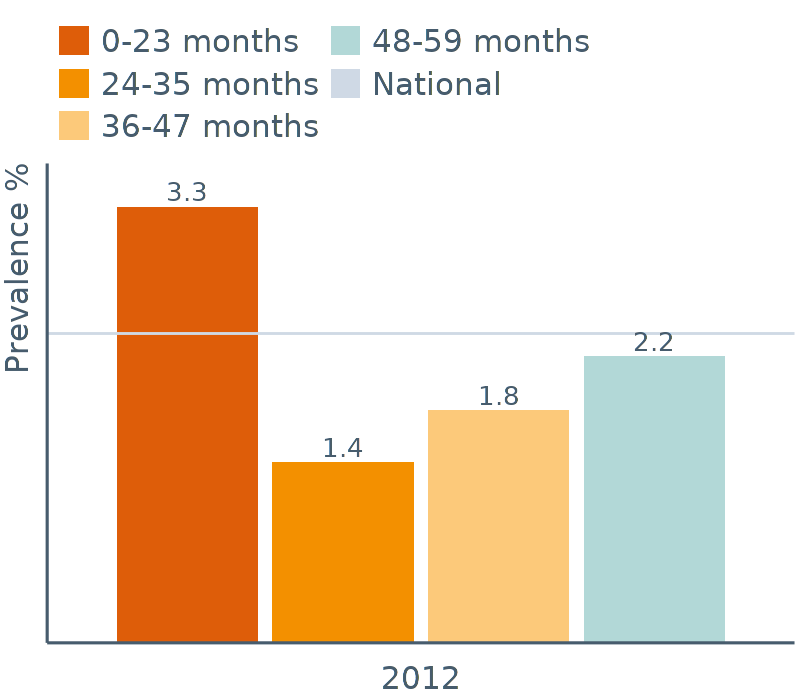 0-23 months
24-35 months
36-47 months
48-59 months
National
Prevalence %
3.3
1.4
1.8
2.2
2012